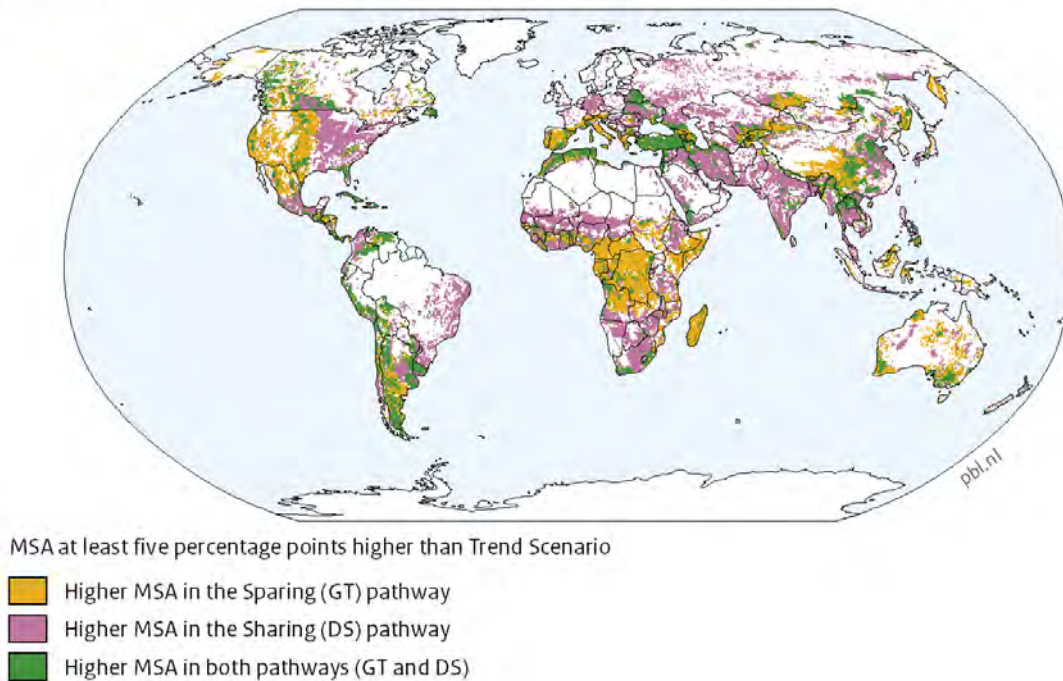 pbl.nl
MSA at least five percentage points higher than Trend Scenario
Higher MSA in the Sparing (GT) pathway
Higher MSA in the Sharing (DS) pathway
Higher MSA in both pathways (GT and DS)